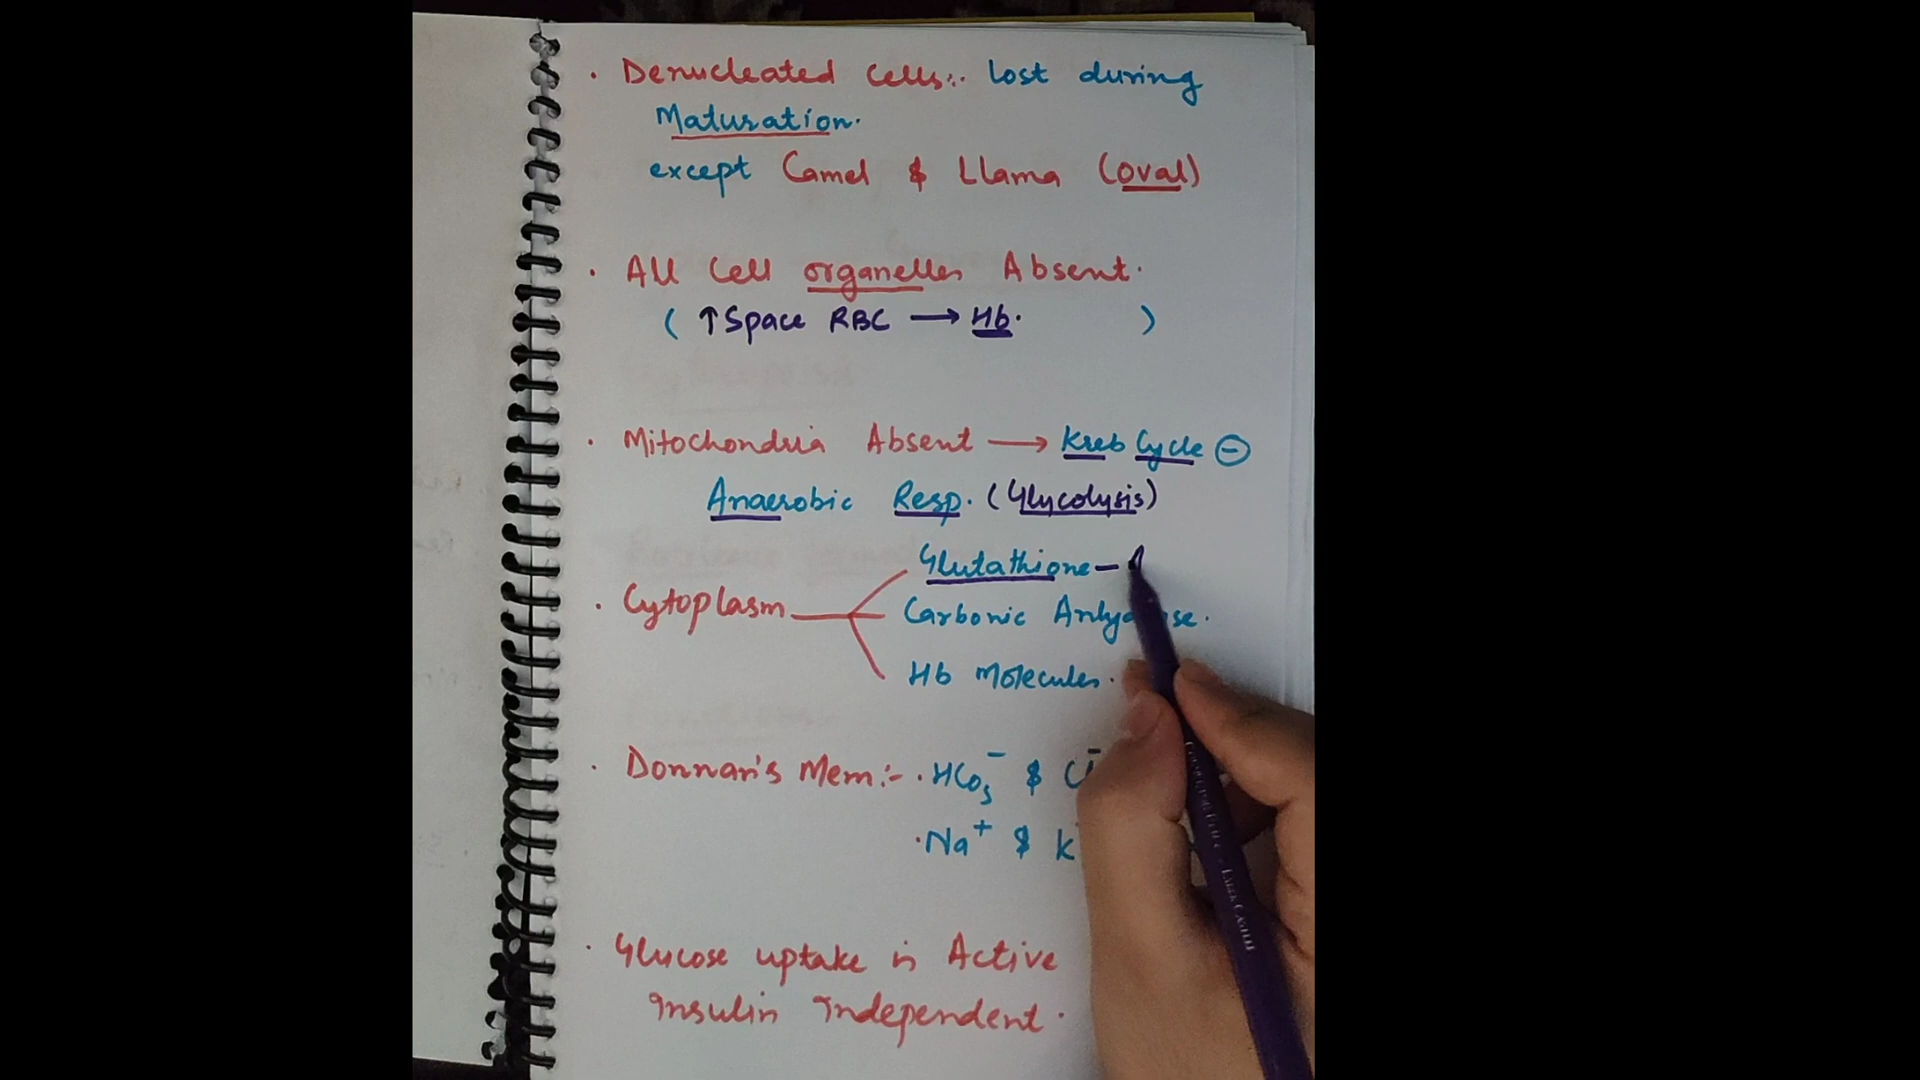 · Denucleated Cells:. Lost during
Maturation.
except Camel & Llama (oval)
· All Cell organelles Absent.
( ↑Space RBC → Hb. )
· Mitochondria Absent → Kreb Cycle ⊖
Anaerobic Resp. (Glycolysis)
Glutathione –
· Cytoplasm
Carbonic
Hb Molecules.
· Donnan's Mem:- · HCO3⁻ &
· Na⁺ & K
· Glucose uptake is Active
Insulin Independent.